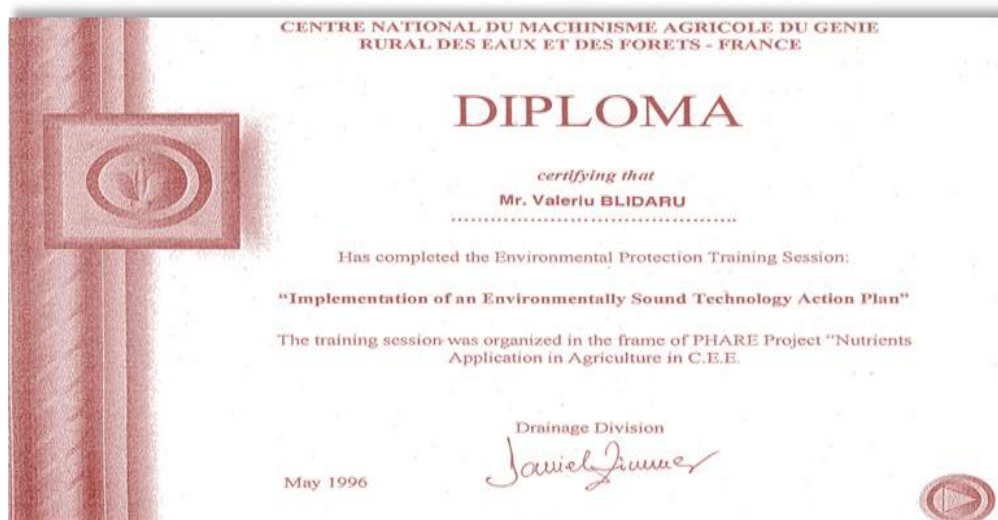 CENTRE NATIONAL DU MACHINISME AGRICOLE DU GENIE
RURAL DES EAUX ET DES FORETS - FRANCE
DIPLOMA
certifying that
Mr. Valeriu BLIDARU
Has completed the Environmental Protection Training Session:
“Implementation of an Environmentally Sound Technology Action Plan”
The training session was organized in the frame of PHARE Project “Nutrients
Application in Agriculture in C.E.E.
Drainage Division
Daniel Zimmer
May 1996